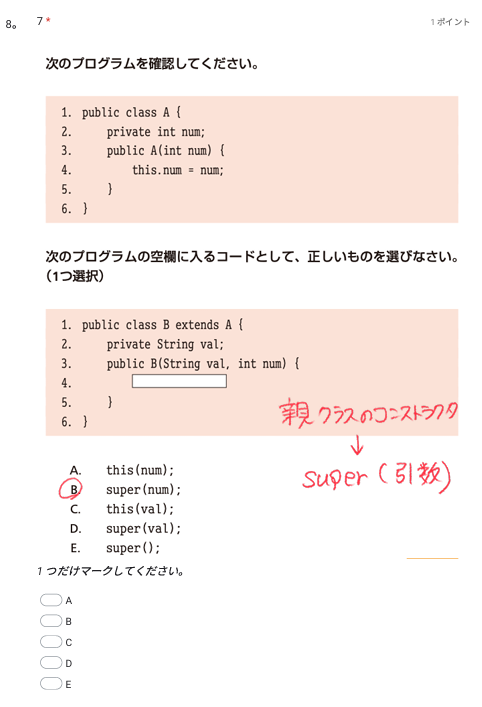 8。 7 * 1 ポイント
次のプログラムを確認してください。
1. public class A {
2. private int num;
3. public A(int num) {
4. this.num = num;
5. }
6. }
次のプログラムの空欄に入るコードとして、正しいものを選びなさい。
(1つ選択)
1. public class B extends A {
2. private String val;
3. public B(String val, int num) {
4.
5. }
6. }
親クラスのコンストラクタ
↓
super (引数)
A. this(num);
B. super(num);
C. this(val);
D. super(val);
E. super();
1 つだけマークしてください。
A
B
C
D
E